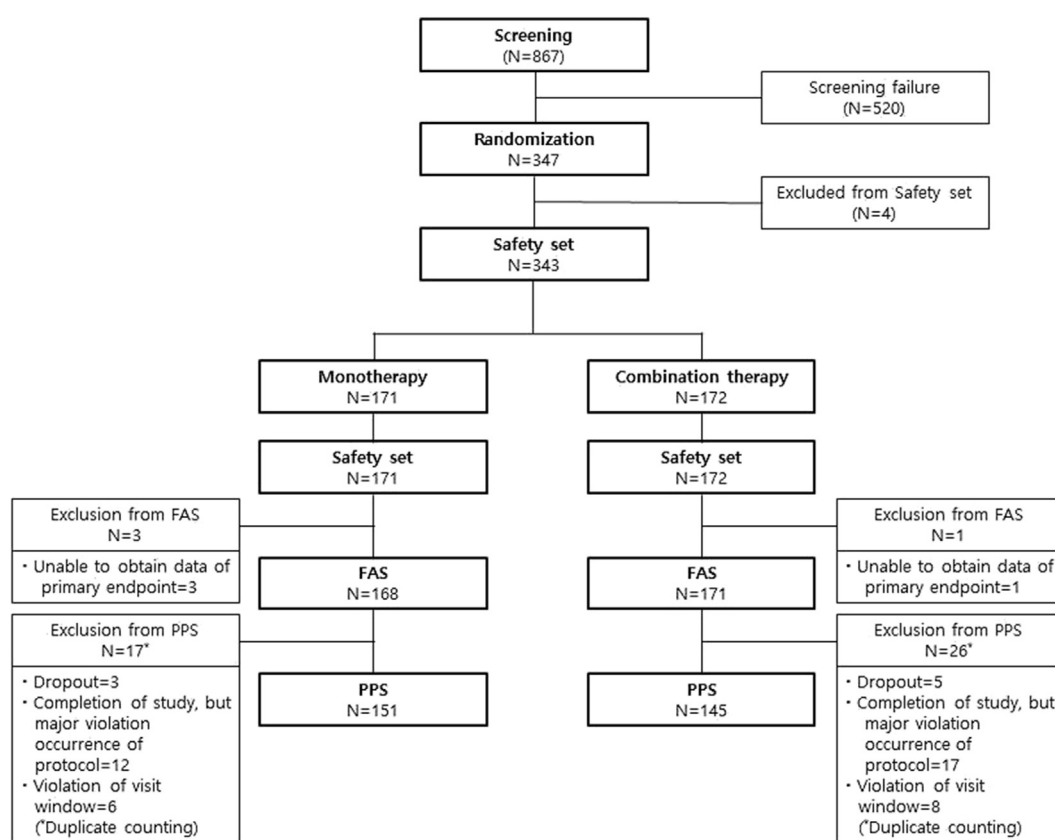 Screening
(N=867)
Screening failure
(N=520)
Randomization
N=347
Excluded from Safety set
(N=4)
Safety set
N=343
Monotherapy
N=171
Combination therapy
N=172
Safety set
N=171
Safety set
N=172
Exclusion from FAS
N=3
・Unable to obtain data of
primary endpoint=3
FAS
N=168
FAS
N=171
Exclusion from FAS
N=1
・Unable to obtain data of
primary endpoint=1
Exclusion from PPS
N=17*
・Dropout=3
・Completion of study, but
major violation
occurrence of
protocol=12
・Violation of visit
window=6
(*Duplicate counting)
PPS
N=151
PPS
N=145
Exclusion from PPS
N=26*
・Dropout=5
・Completion of study, but
major violation
occurrence of
protocol=17
・Violation of visit
window=8
(*Duplicate counting)